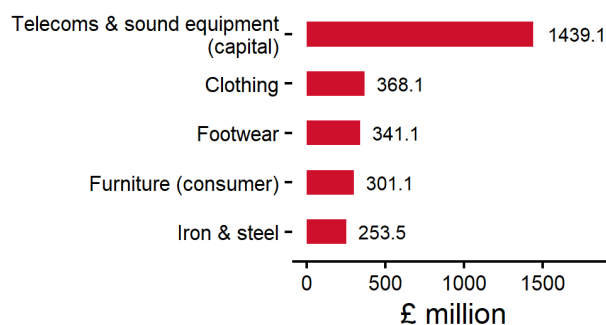 Telecoms & sound equipment
(capital)
1439.1
Clothing
368.1
Footwear
341.1
Furniture (consumer)
301.1
Iron & steel
253.5
0 500 1000 1500
£ million